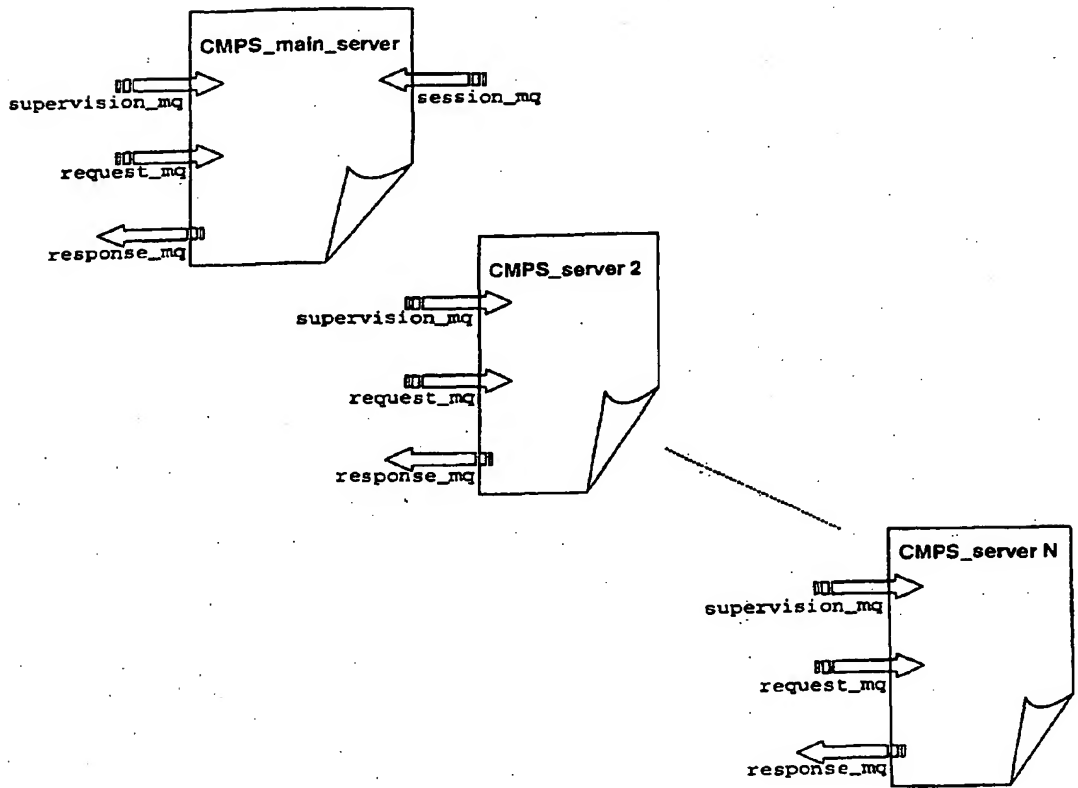 CMPS_main_server
supervision_mq
session_mq
request_mq
response_mq
CMPS_server 2
supervision_mq
request_mq
response_mq
CMPS_server N
supervision_mq
request_mq
response_mq